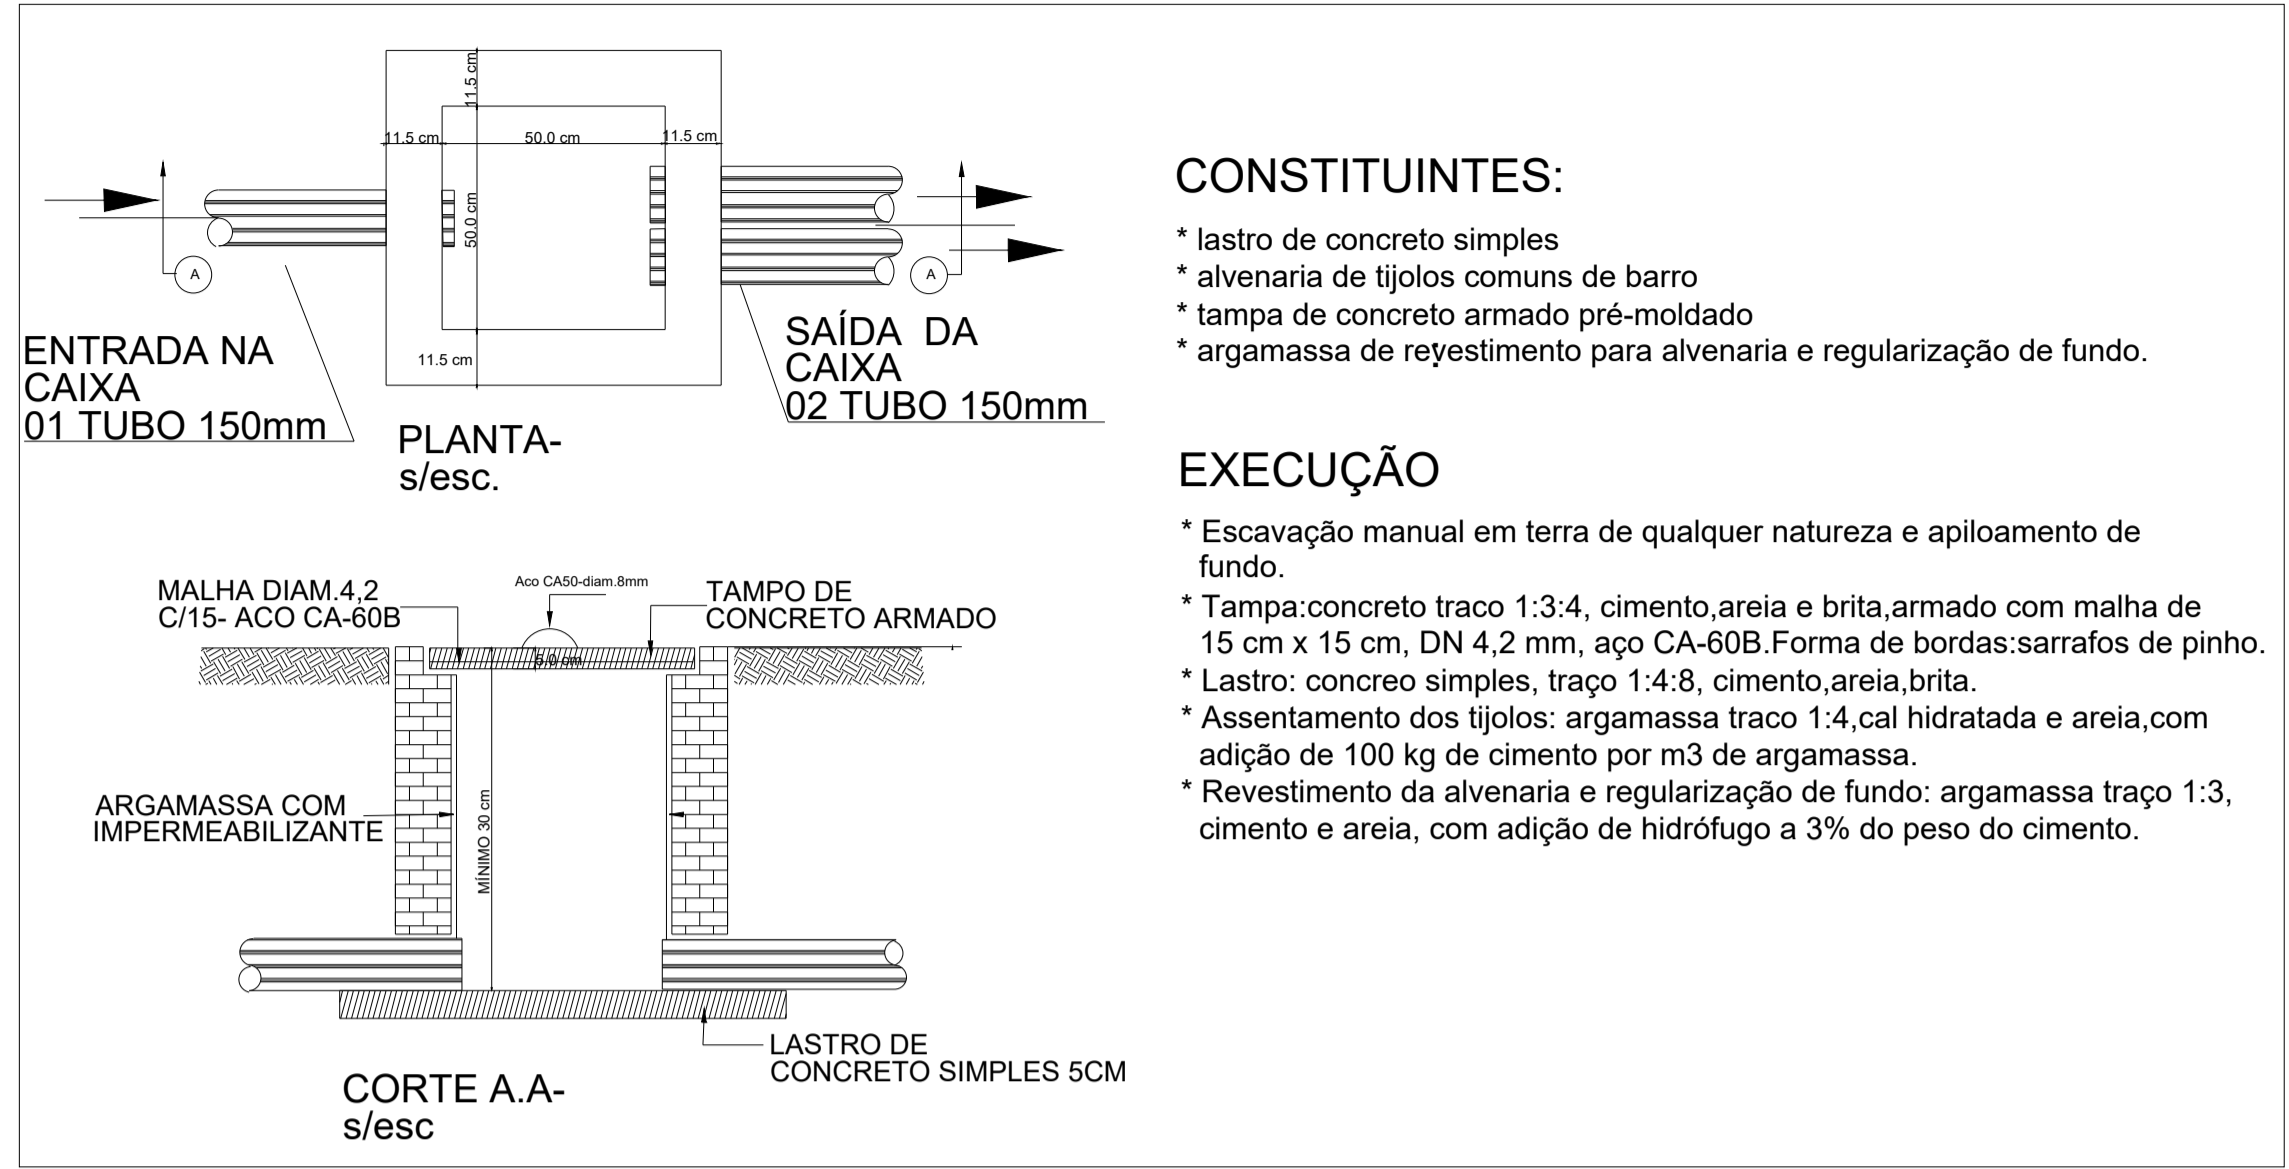 11.5 cm
11.5 cm
50.0 cm
11.5 cm
50.0 cm
A
A
11.5 cm
ENTRADA NA
CAIXA
01 TUBO 150mm
SAÍDA DA
CAIXA
02 TUBO 150mm
PLANTA-
s/esc.
MALHA DIAM.4,2
C/15- ACO CA-60B
Aco CA50-diam.8mm
TAMPO DE
CONCRETO ARMADO
5.0 cm
MÍNIMO 30 cm
ARGAMASSA COM
IMPERMEABILIZANTE
LASTRO DE
CONCRETO SIMPLES 5CM
CORTE A.A-
s/esc
CONSTITUINTES:
* lastro de concreto simples
* alvenaria de tijolos comuns de barro
* tampa de concreto armado pré-moldado
* argamassa de revestimento para alvenaria e regularização de fundo.
EXECUÇÃO
* Escavação manual em terra de qualquer natureza e apiloamento de
fundo.
* Tampa:concreto traco 1:3:4, cimento,areia e brita,armado com malha de
15 cm x 15 cm, DN 4,2 mm, aço CA-60B.Forma de bordas:sarrafos de pinho.
* Lastro: concreo simples, traço 1:4:8, cimento,areia,brita.
* Assentamento dos tijolos: argamassa traco 1:4,cal hidratada e areia,com
adição de 100 kg de cimento por m3 de argamassa.
* Revestimento da alvenaria e regularização de fundo: argamassa traço 1:3,
cimento e areia, com adição de hidrófugo a 3% do peso do cimento.